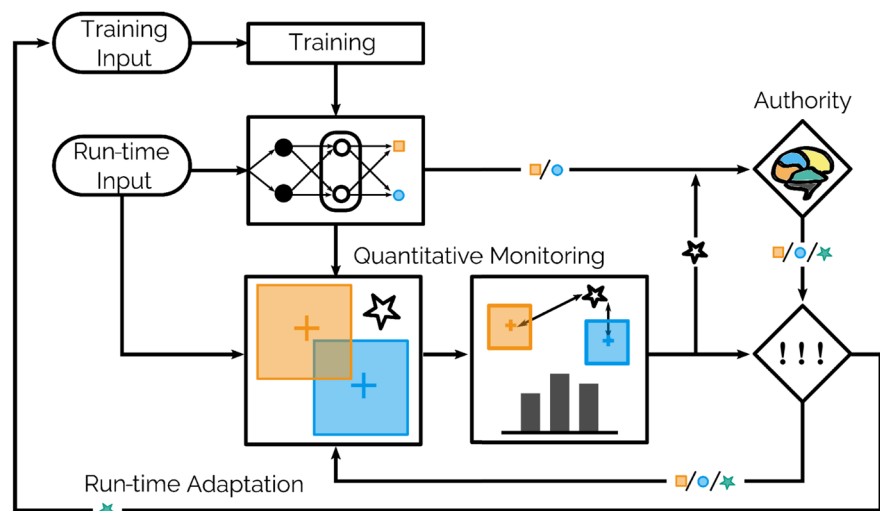 Training
Input
Training
Authority
Run-time
Input
/
Quantitative Monitoring
/ /
! ! !
/ /
Run-time Adaptation